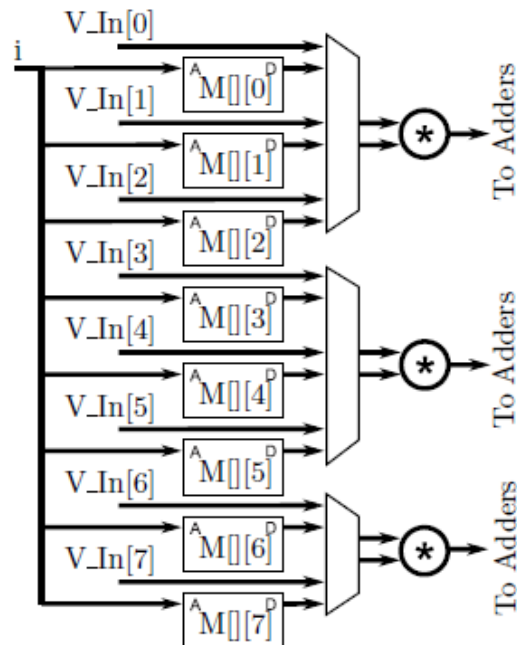 V_In[0]
i
A D
M[][0]
V_In[1]
A D
M[][1]
*
To Adders
V_In[2]
A D
M[][2]
V_In[3]
A D
M[][3]
V_In[4]
A D
M[][4]
*
To Adders
V_In[5]
A D
M[][5]
V_In[6]
A D
M[][6]
*
To Adders
V_In[7]
A D
M[][7]